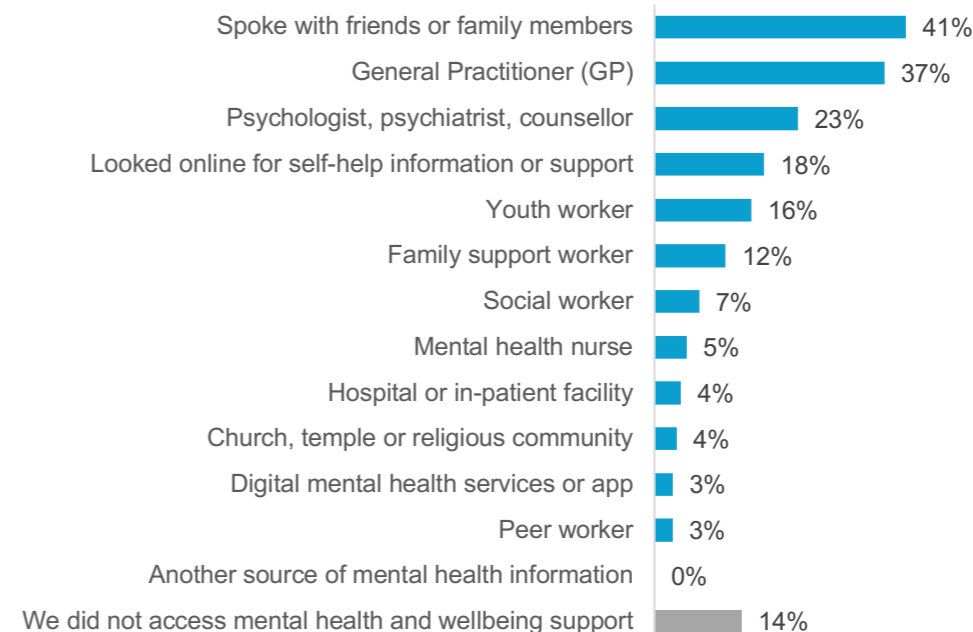 Spoke with friends or family members 41%
General Practitioner (GP) 37%
Psychologist, psychiatrist, counsellor 23%
Looked online for self-help information or support 18%
Youth worker 16%
Family support worker 12%
Social worker 7%
Mental health nurse 5%
Hospital or in-patient facility 4%
Church, temple or religious community 4%
Digital mental health services or app 3%
Peer worker 3%
Another source of mental health information 0%
We did not access mental health and wellbeing support 14%